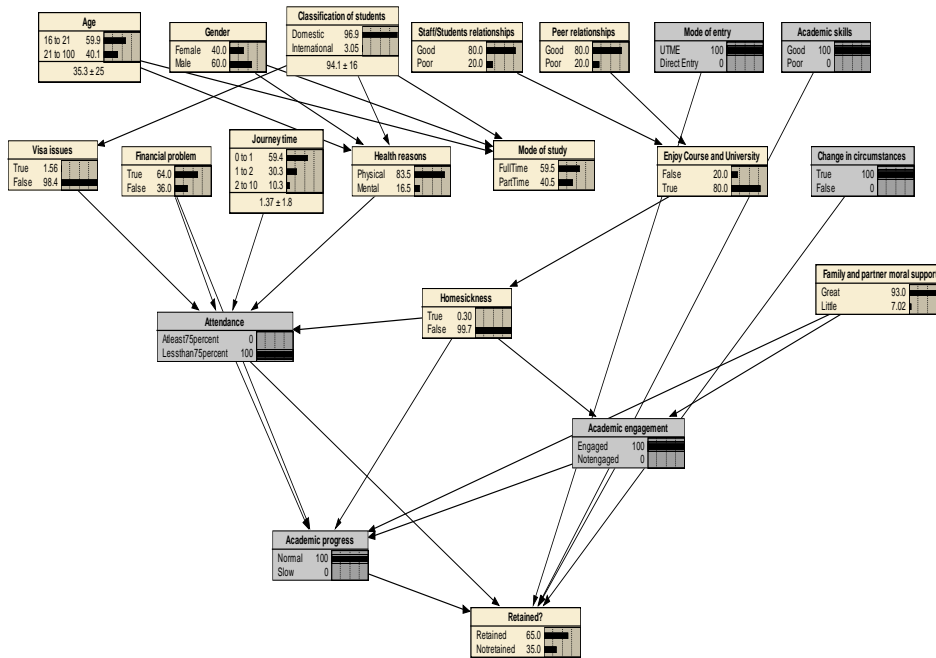 Age
16 to 21 59.9
21 to 100 40.1
35.3 ± 25
Gender
Female 40.0
Male 60.0
Classification of students
Domestic 96.9
International 3.05
94.1 ± 16
Staff/Students relationships
Good 80.0
Poor 20.0
Peer relationships
Good 80.0
Poor 20.0
Mode of entry
UTME 100
Direct Entry 0
Academic skills
Good 100
Poor 0
Visa issues
True 1.56
False 98.4
Financial problem
True 64.0
False 36.0
Journey time
0 to 1 59.4
1 to 2 30.3
2 to 10 10.3
1.37 ± 1.8
Health reasons
Physical 83.5
Mental 16.5
Mode of study
FullTime 59.5
PartTime 40.5
Enjoy Course and University
False 20.0
True 80.0
Change in circumstances
True 100
False 0
Family and partner moral support
Great 93.0
Little 7.02
Homesickness
True 0.30
False 99.7
Attendance
Atleast75percent 0
Lessthan75percent 100
Academic engagement
Engaged 100
Notengaged 0
Academic progress
Normal 100
Slow 0
Retained?
Retained 65.0
Notretained 35.0